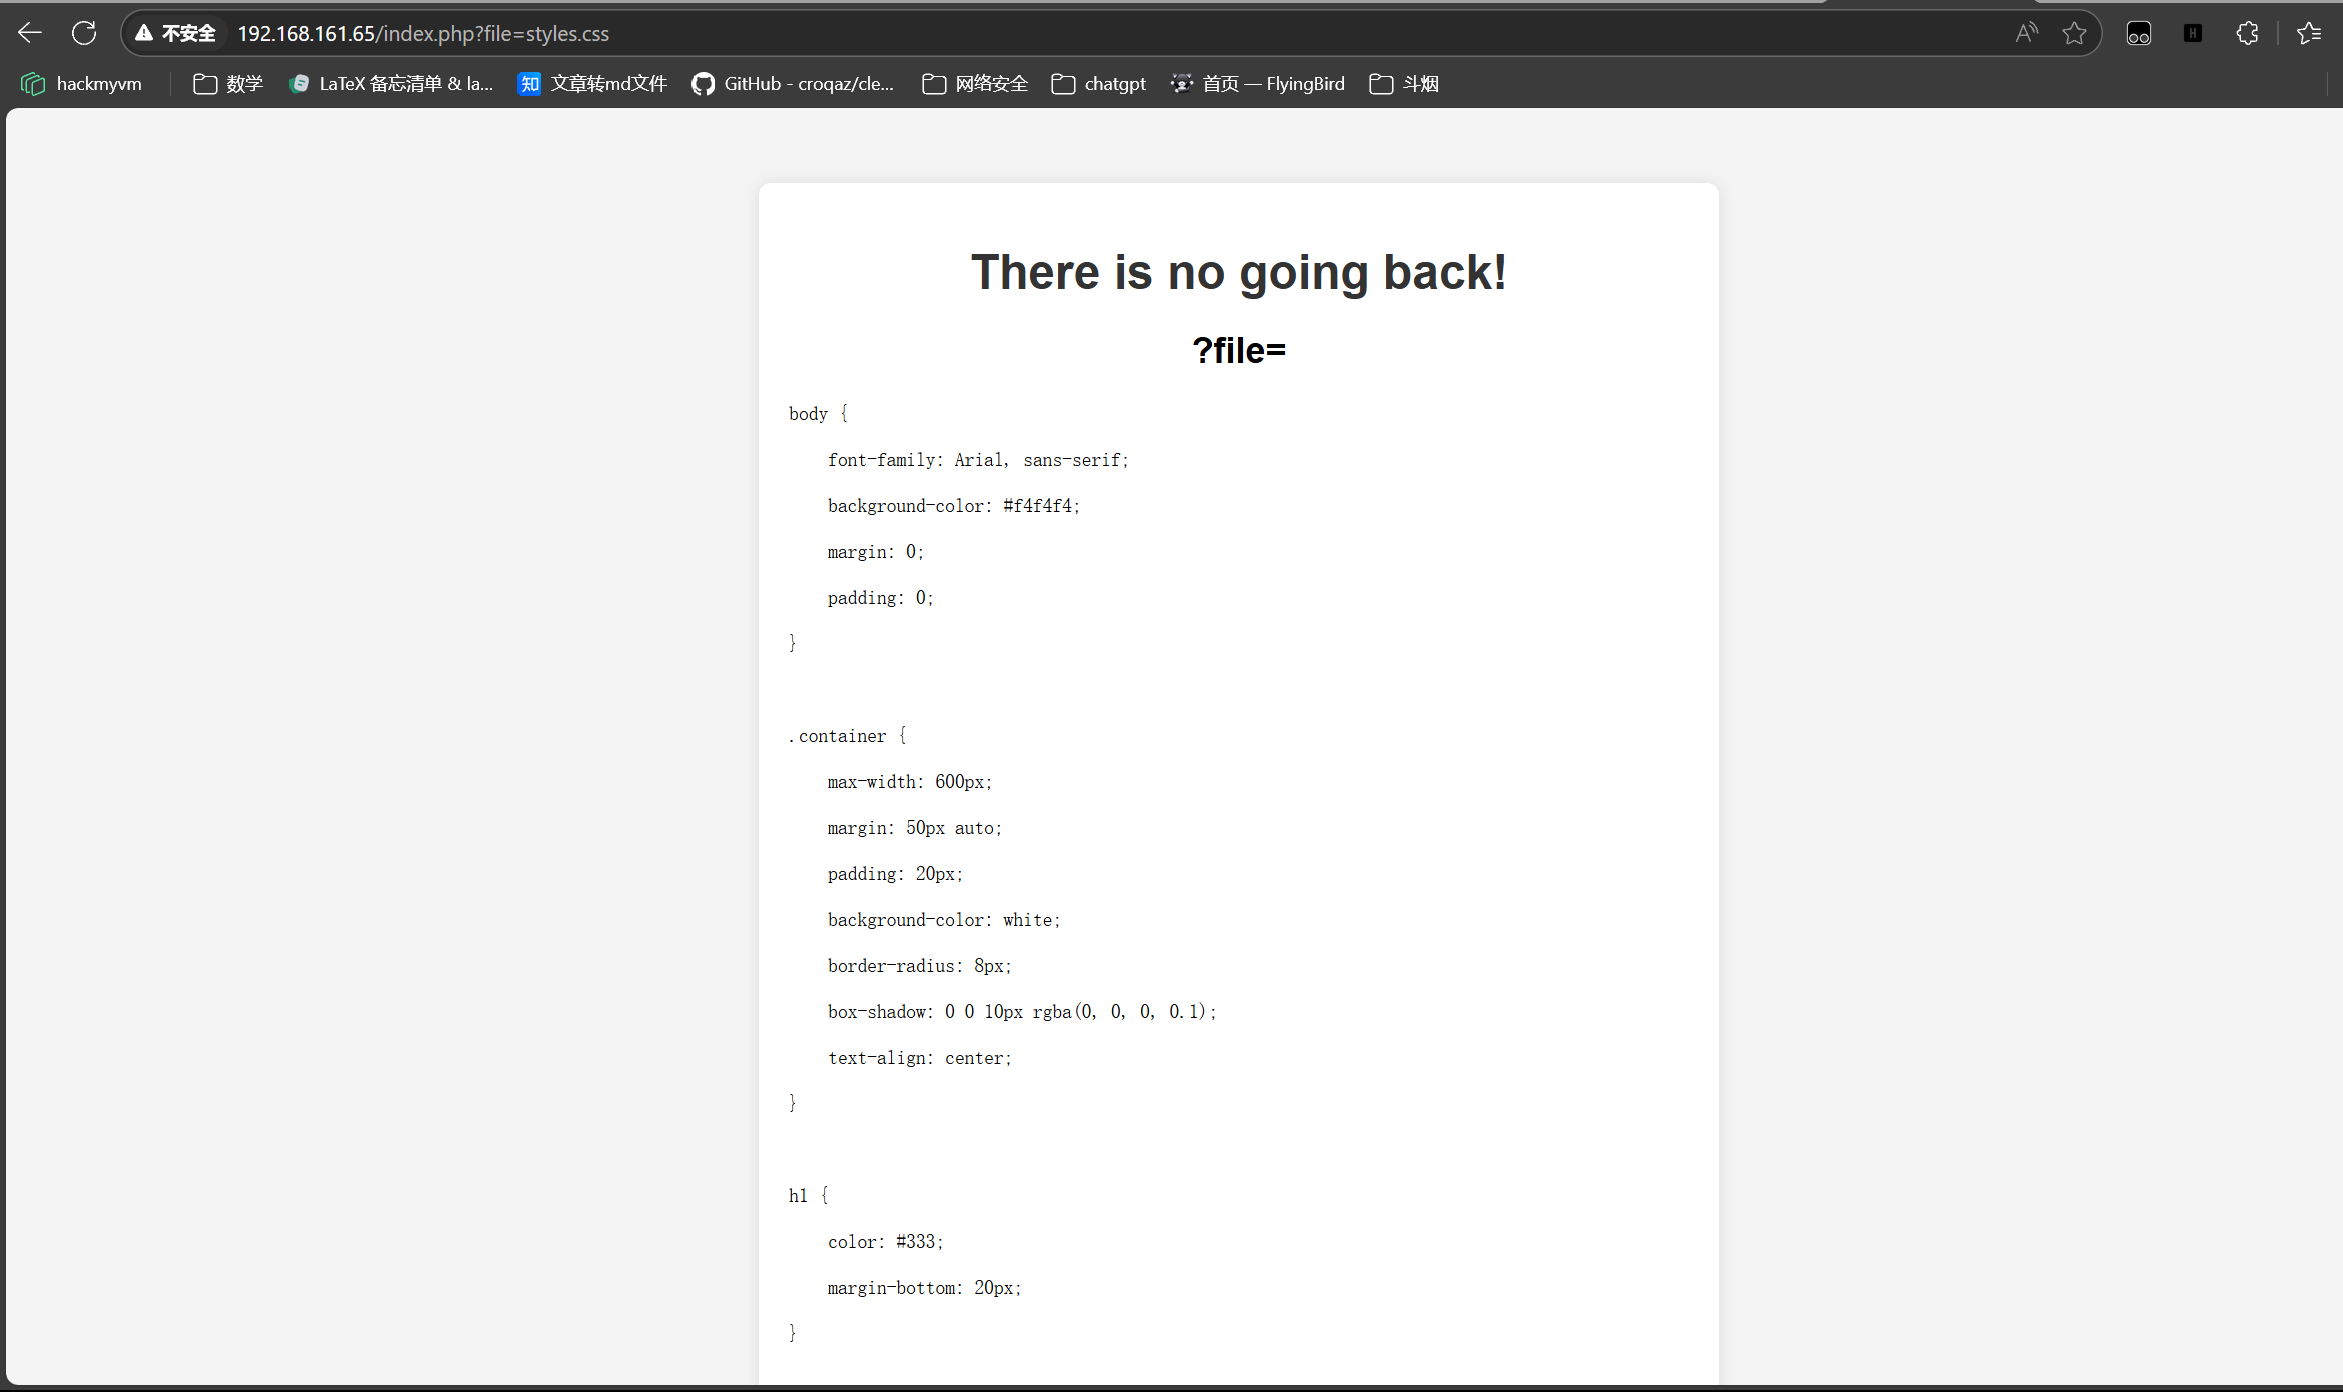 不安全 192.168.161.65/index.php?file=styles.css
hackmyvm 数学 LaTeX 备忘清单 & la... 知 文章转md文件 GitHub - croqaz/cle... 网络安全 chatgpt 首页 — FlyingBird 斗烟
There is no going back!
?file=
body {
    font-family: Arial, sans-serif;
    background-color: #f4f4f4;
    margin: 0;
    padding: 0;
}
.container {
    max-width: 600px;
    margin: 50px auto;
    padding: 20px;
    background-color: white;
    border-radius: 8px;
    box-shadow: 0 0 10px rgba(0, 0, 0, 0.1);
    text-align: center;
}
h1 {
    color: #333;
    margin-bottom: 20px;
}